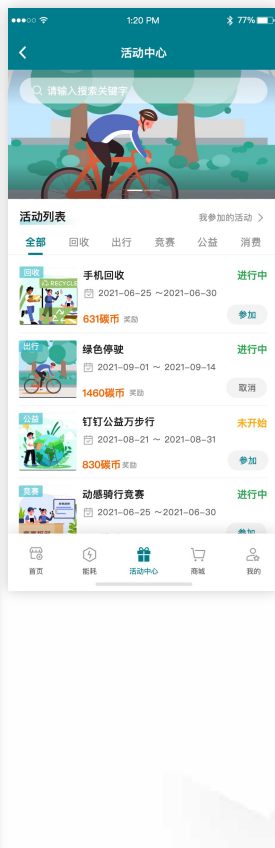 1:20 PM 77%
活动中心
请输入搜索关键字
活动列表 我参加的活动
全部 回收 出行 竞赛 公益 消费
回收 手机回收 进行中
RECYCLE
2021-06-25 ~2021-06-30
631碳币 奖励 参加
出行 绿色停驶 进行中
2021-09-01 ~ 2021-09-14
1460碳币 奖励 取消
公益 钉钉公益万步行 未开始
2021-08-21 ~ 2021-08-31
830碳币 奖励 参加
竞赛 动感骑行竞赛 进行中
2021-06-25 ~2021-06-30
参加
首页 能耗 活动中心 商城 我的